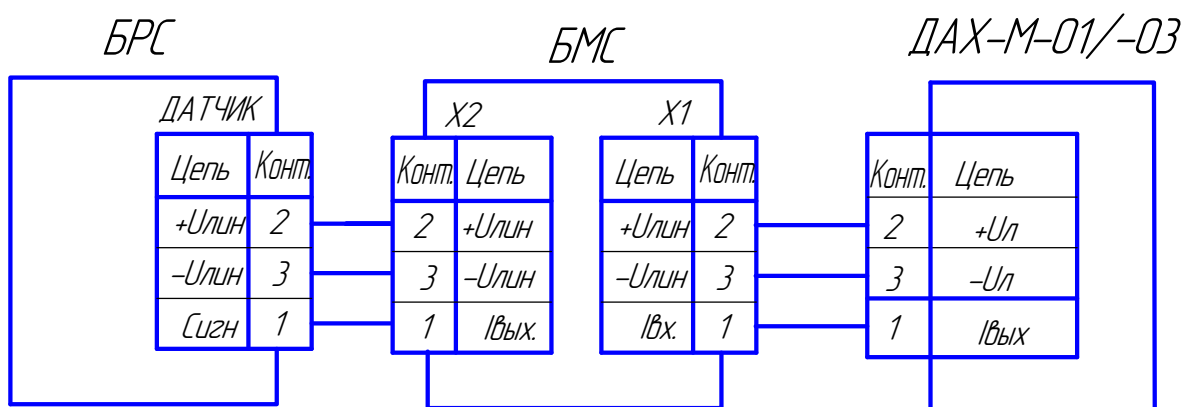 БРС БМС ДАХ-М-01/-03
ДАТЧИК X2 X1
Цепь Конт. Конт. Цепь Цепь Конт. Конт. Цепь
+Uлин 2 2 +Uлин +Uлин 2 2 +Uл
-Uлин 3 3 -Uлин -Uлин 3 3 -Uл
Сигн 1 1 Iвых. Iвх. 1 1 Iвых